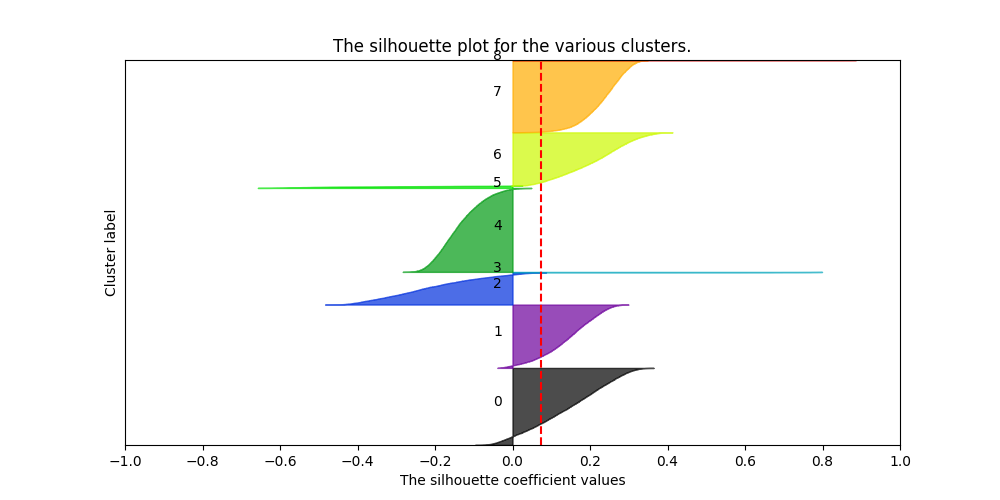 The silhouette plot for the various clusters.
8
7
6
5
4
3
2
1
0
Cluster label
−1.0 −0.8 −0.6 −0.4 −0.2 0.0 0.2 0.4 0.6 0.8 1.0
The silhouette coefficient values